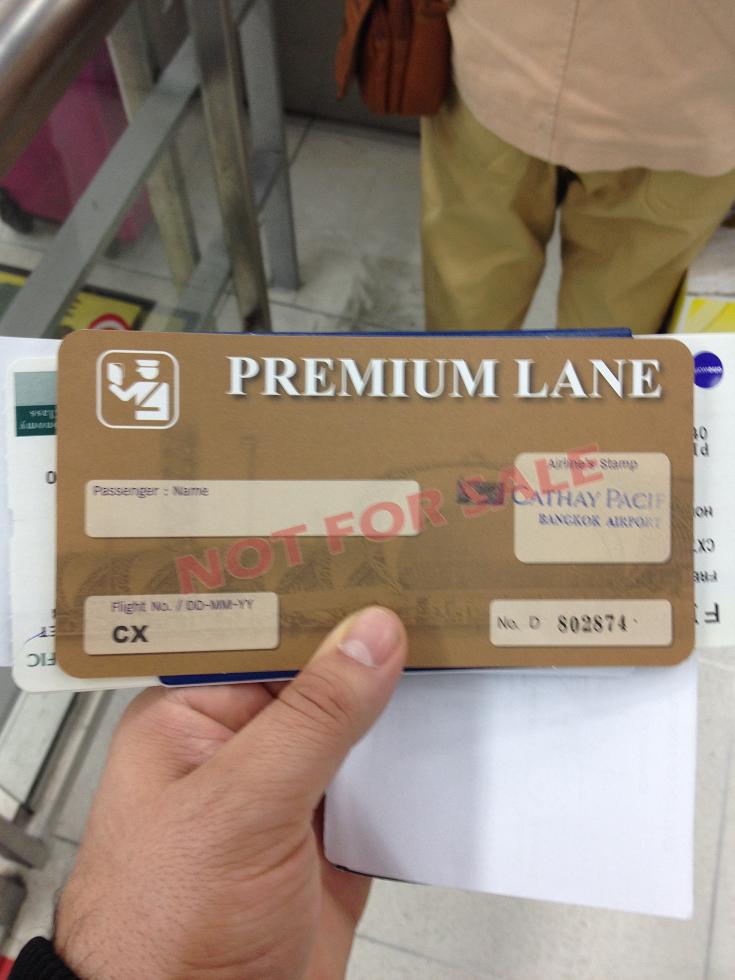 PREMIUM LANE
Airline's Stamp
Passenger : Name
CATHAY PACIF
BANGKOK AIRPORT
NOT FOR SALE
Flight No. / DD-MM-YY
CX
No. D 802874